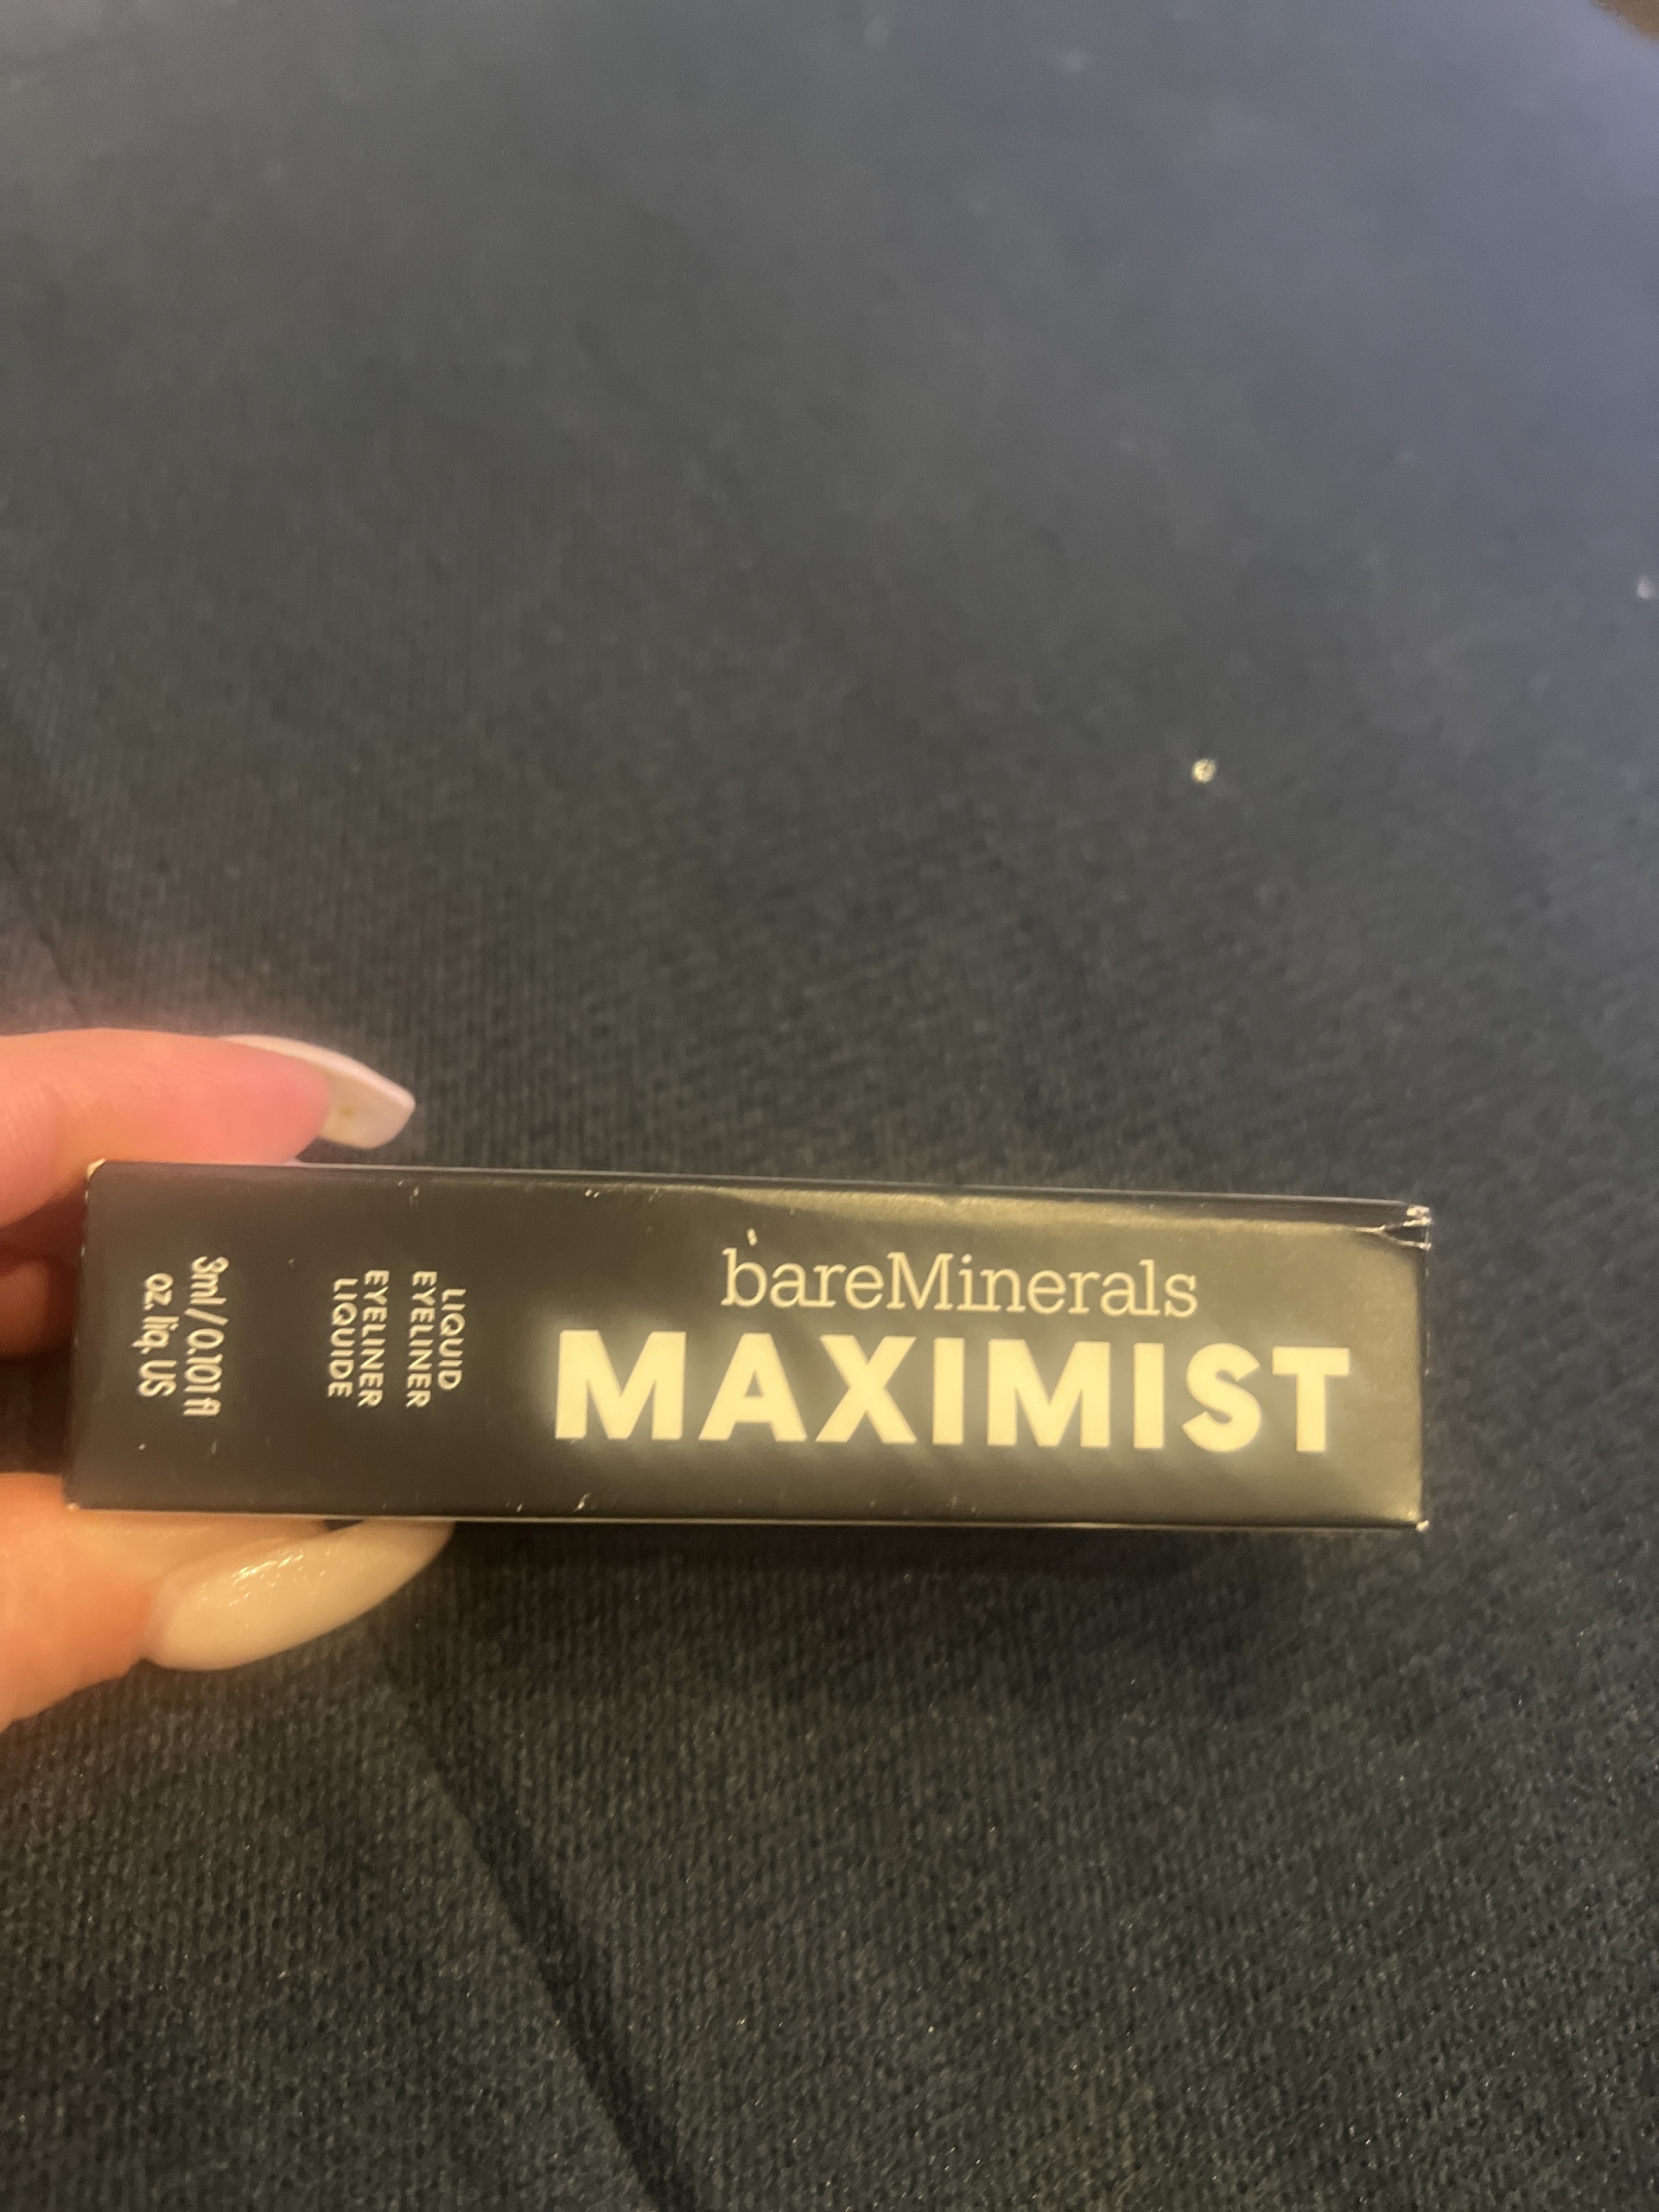 bareMinerals
MAXIMIST
LIQUID
EYELINER
EYELINER
LIQUIDE
3ml/0.101 fl
oz. liq. US